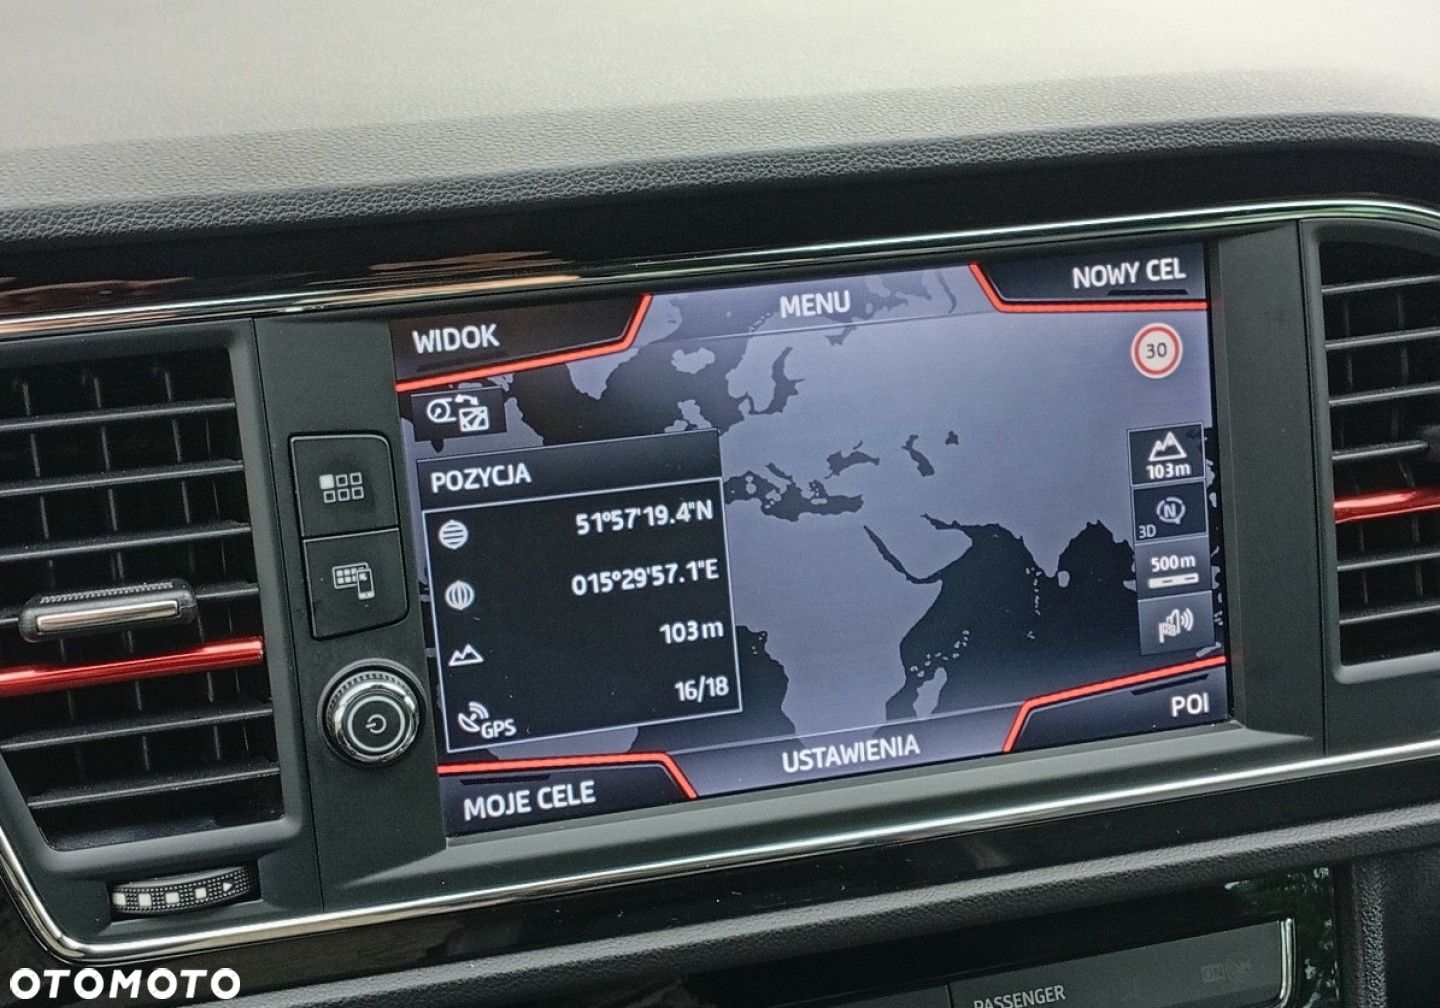 WIDOK
MENU
NOWY CEL
30
POZYCJA
51°57'19.4"N
015°29'57.1"E
103m
16/18
GPS
103m
N
3D
500m
MOJE CELE
USTAWIENIA
POI
PASSENGER
OTOMOTO